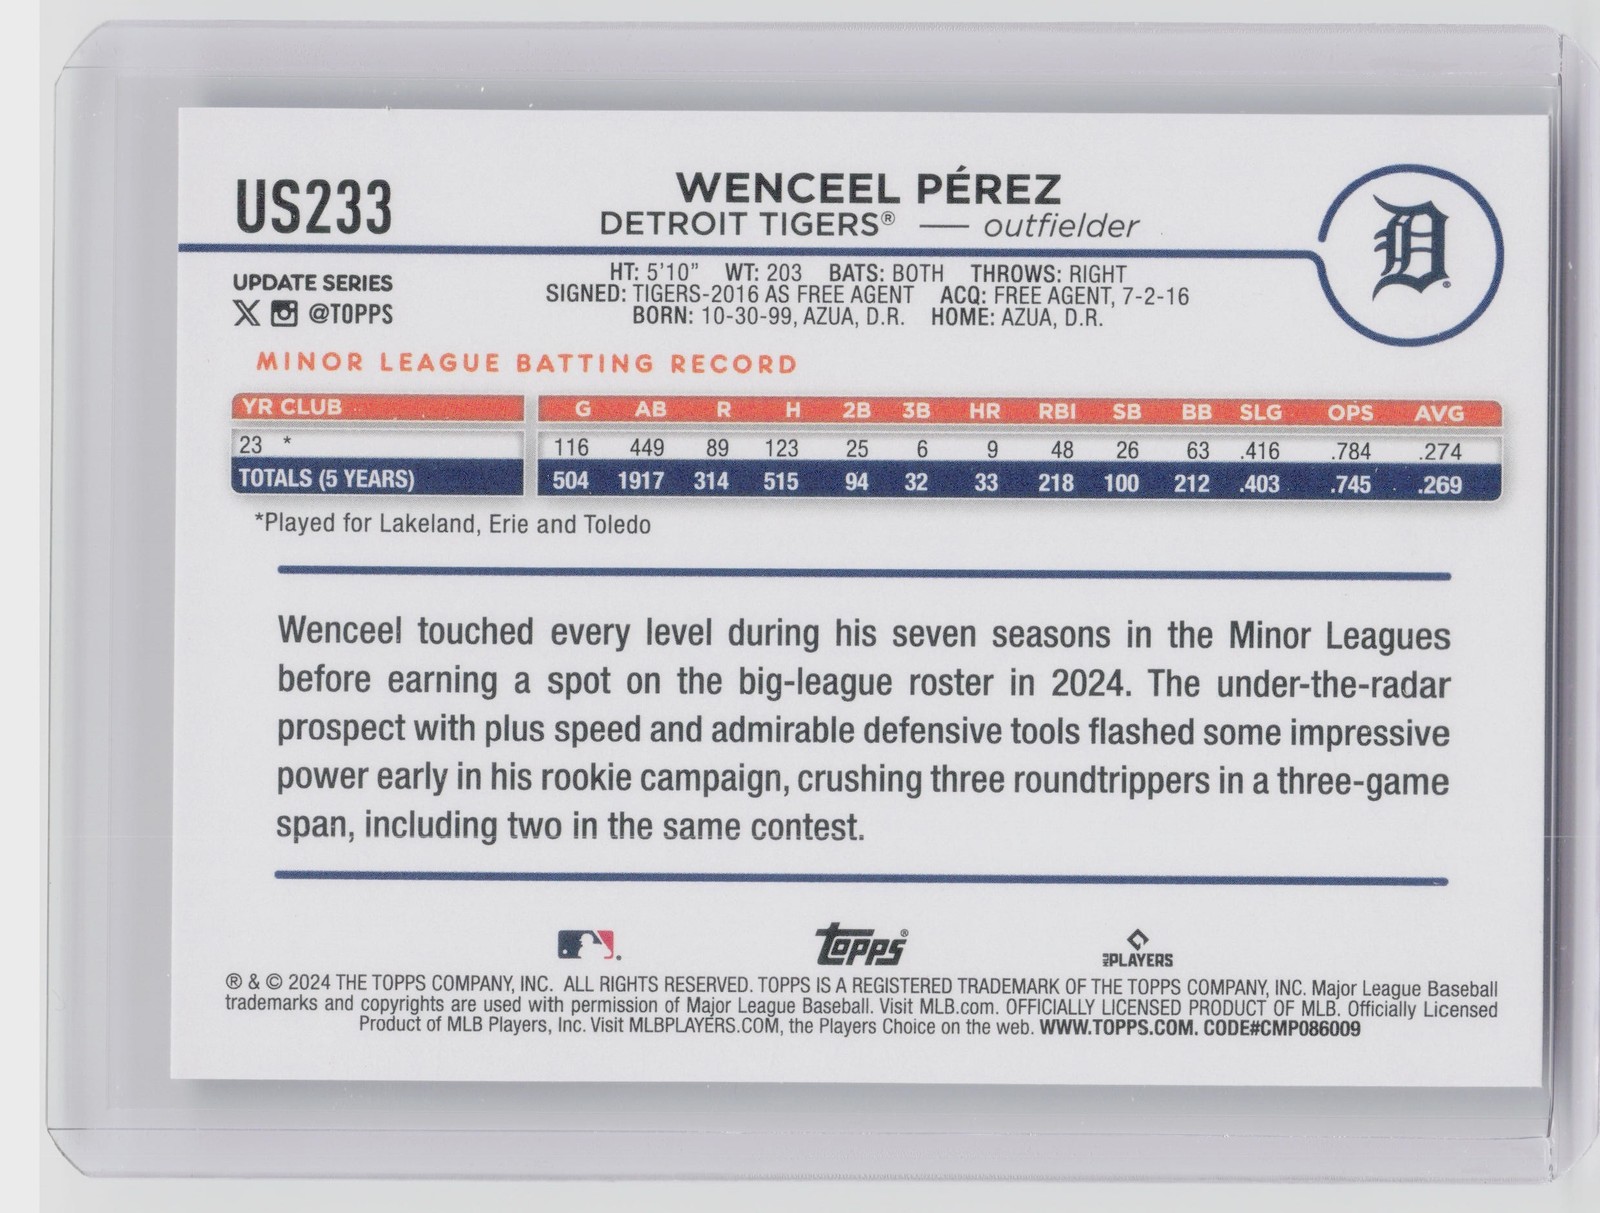 US233
WENCEEL PÉREZ
DETROIT TIGERS® — outfielder
D
UPDATE SERIES
X @TOPPS
HT: 5'10" WT: 203 BATS: BOTH THROWS: RIGHT
SIGNED: TIGERS-2016 AS FREE AGENT ACQ: FREE AGENT, 7-2-16
BORN: 10-30-99, AZUA, D.R. HOME: AZUA, D.R.
MINOR LEAGUE BATTING RECORD
YR CLUB G AB R H 2B 3B HR RBI SB BB SLG OPS AVG
23 * 116 449 89 123 25 6 9 48 26 63 .416 .784 .274
TOTALS (5 YEARS) 504 1917 314 515 94 32 33 218 100 212 .403 .745 .269
*Played for Lakeland, Erie and Toledo
Wenceel touched every level during his seven seasons in the Minor Leagues
before earning a spot on the big-league roster in 2024. The under-the-radar
prospect with plus speed and admirable defensive tools flashed some impressive
power early in his rookie campaign, crushing three roundtrippers in a three-game
span, including two in the same contest.
Topps® MLB PLAYERS
® & © 2024 THE TOPPS COMPANY, INC. ALL RIGHTS RESERVED. TOPPS IS A REGISTERED TRADEMARK OF THE TOPPS COMPANY, INC. Major League Baseball
trademarks and copyrights are used with permission of Major League Baseball. Visit MLB.com. OFFICIALLY LICENSED PRODUCT OF MLB. Officially Licensed
Product of MLB Players, Inc. Visit MLBPLAYERS.COM, the Players Choice on the web. WWW.TOPPS.COM. CODE#CMP086009